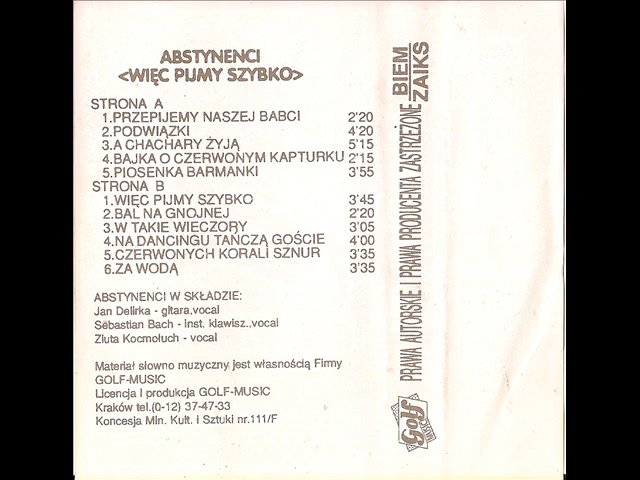 ABSTYNENCI
<WIĘC PIJMY SZYBKO>
STRONA A
1.PRZEPIJEMY NASZEJ BABCI 2'20
2.PODWIĄZKI 4'20
3.A CHACHARY ŻYJĄ 5'15
4.BAJKA O CZERWONYM KAPTURKU 2'15
5.PIOSENKA BARMANKI 3'55
STRONA B
1.WIĘC PIJMY SZYBKO 3'45
2.BAL NA GNOJNEJ 2'20
3.W TAKIE WIECZORY 3'05
4.NA DANCINGU TAŃCZĄ GOŚCIE 4'00
5.CZERWONYCH KORALI SZNUR 3'35
6.ZA WODĄ 3'35
ABSTYNENCI W SKŁADZIE:
Jan Delirka - gitara,vocal
Sebastian Bach - inst. klawisz.,vocal
Zluta Kocmołuch - vocal
Materiał słowno muzyczny jest własnością Firmy
GOLF-MUSIC
Licencja i produkcja GOLF-MUSIC
Kraków tel.(0-12) 37-47-33
Koncesja Min. Kult. i Sztuki nr.111/F
PRAWA AUTORSKIE I PRAWA PRODUCENTA ZASTRZEŻONE
BIEM
ZAIKS
Golf
MUSIC